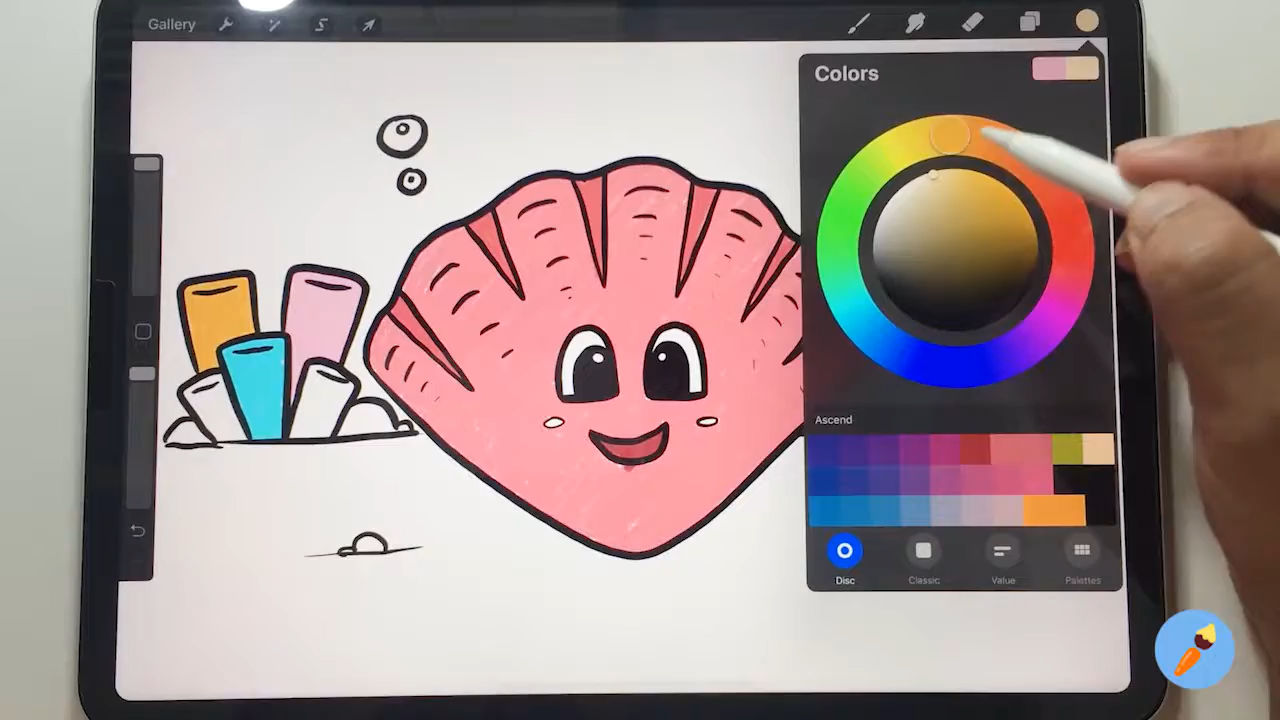 Gallery
Colors
Ascend
Disc
Classic
Value
Palettes